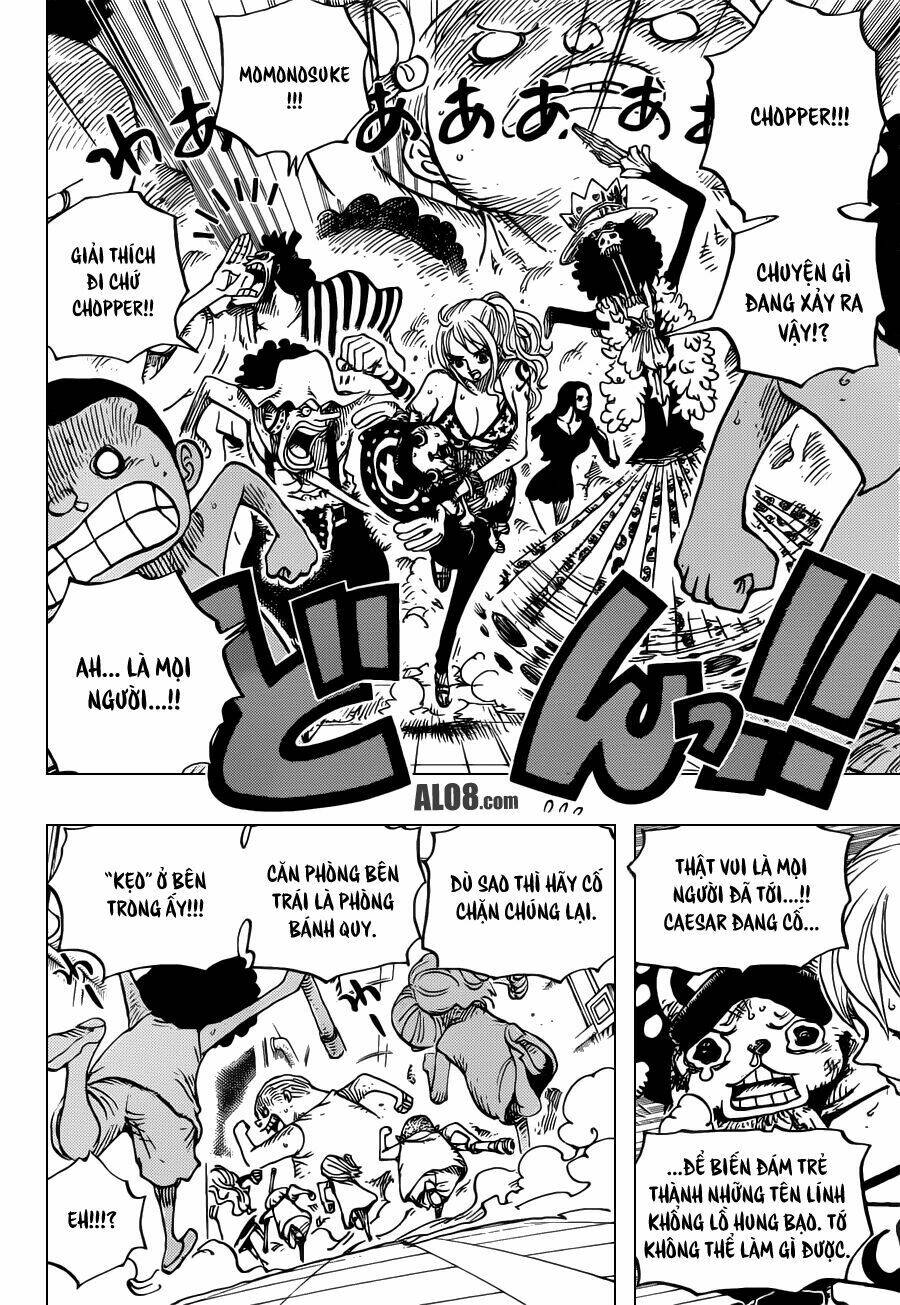 CHOPPER!!!
CHUYỆN GÌ
ĐANG XẢY RA
VẬY!?
MOMONOSUKE
!!!
わあ
あああああ
GIẢI THÍCH
ĐI CHỨ
CHOPPER!!
AH... LÀ MỌI
NGƯỜI...!!
どんっ!!
ALO8.com
THẬT VUI LÀ MỌI
NGƯỜI ĐÃ TỚI...!!
CAESAR ĐANG CỐ...
...ĐỂ BIẾN ĐÁM TRẺ
THÀNH NHỮNG TÊN LÍNH
KHỔNG LỒ HUNG BẠO. TỚ
KHÔNG THỂ LÀM GÌ ĐƯỢC.
DÙ SAO THÌ HÃY CỐ
CHẶN CHÚNG LẠI.
CĂN PHÒNG BÊN
TRÁI LÀ PHÒNG
BÁNH QUY.
“KẸO” Ở BÊN
TRONG ẤY!!!
EH!!!?